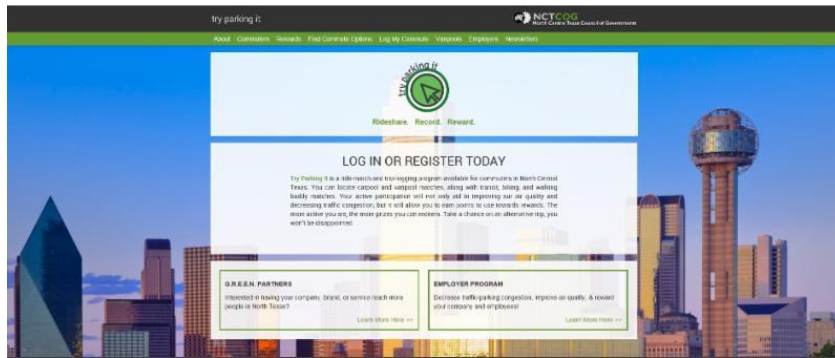 try parking it
NCTCOG
North Central Texas Council of Governments
About Commuters Rewards Find Commute Options Log My Commute Vanpools Employers Newsletters
try parking it
Rideshare. Record. Reward.
LOG IN OR REGISTER TODAY
Try Parking It is a ride-match and trip-logging program available for commuters in North Central
Texas. You can locate carpool and vanpool matches, along with transit, biking, and walking
buddy matches. Your active participation will not only aid in improving our air quality and
decreasing traffic congestion, but it will allow you to earn points to use towards rewards. The
more active you are, the more prizes you can redeem. Take a chance on an alternative trip, you
won't be disappointed.
G.R.E.E.N. PARTNERS
Interested in having your company, brand, or service reach more
people in North Texas?
Learn More Here >>
EMPLOYER PROGRAM
Decrease traffic/parking congestion, improve air quality, & reward
your company and employees!
Learn More Here >>